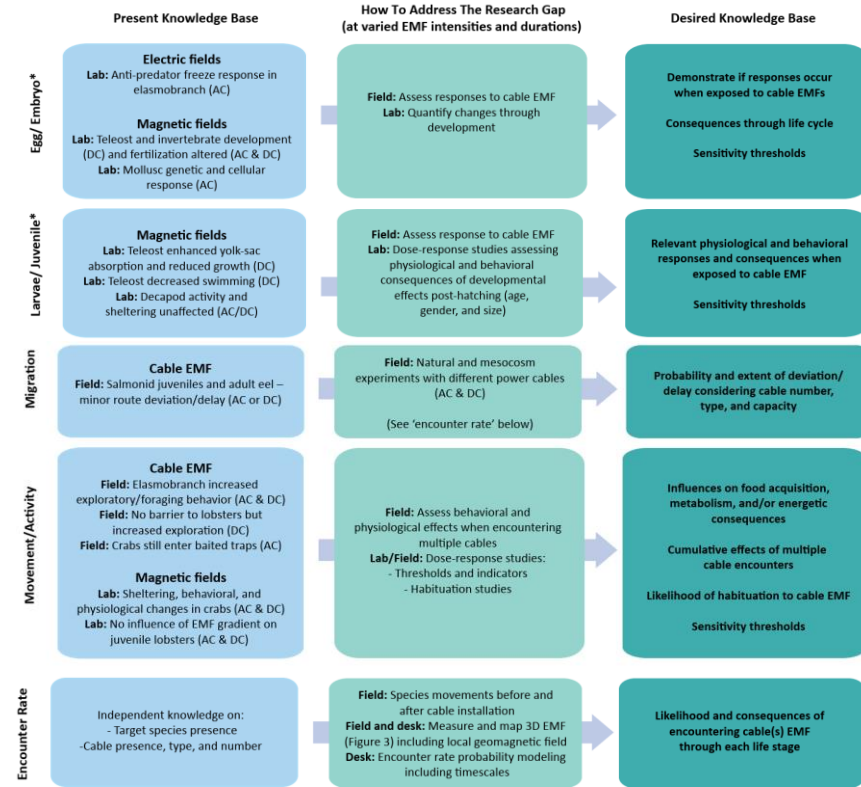 Present Knowledge Base
How To Address The Research Gap
(at varied EMF intensities and durations)
Desired Knowledge Base
Egg/ Embryo*
Electric fields
Lab: Anti-predator freeze response in
elasmobranch (AC)
Magnetic fields
Lab: Teleost and invertebrate development
(DC) and fertilization altered (AC & DC)
Lab: Mollusc genetic and cellular
response (AC)
Field: Assess responses to cable EMF
Lab: Quantify changes through
development
Demonstrate if responses occur
when exposed to cable EMFs
Consequences through life cycle
Sensitivity thresholds
Larvae/ Juvenile*
Magnetic fields
Lab: Teleost enhanced yolk-sac
absorption and reduced growth (DC)
Lab: Teleost decreased swimming (DC)
Lab: Decapod activity and
sheltering unaffected (AC/DC)
Field: Assess response to cable EMF
Lab: Dose-response studies assessing
physiological and behavioral
consequences of developmental
effects post-hatching (age,
gender, and size)
Relevant physiological and behavioral
responses and consequences when
exposed to cable EMF
Sensitivity thresholds
Migration
Cable EMF
Field: Salmonid juveniles and adult eel –
minor route deviation/delay (AC or DC)
Field: Natural and mesocosm
experiments with different power cables
(AC & DC)
(See ‘encounter rate’ below)
Probability and extent of deviation/
delay considering cable number,
type, and capacity
Movement/Activity
Cable EMF
Field: Elasmobranch increased
exploratory/foraging behavior (AC & DC)
Field: No barrier to lobsters but
increased exploration (DC)
Field: Crabs still enter baited traps (AC)
Magnetic fields
Lab: Sheltering, behavioral, and
physiological changes in crabs (AC & DC)
Lab: No influence of EMF gradient on
juvenile lobsters (AC & DC)
Field: Assess behavioral and
physiological effects when encountering
multiple cables
Lab/Field: Dose-response studies:
- Thresholds and indicators
- Habituation studies
Influences on food acquisition,
metabolism, and/or energetic
consequences
Cumulative effects of multiple
cable encounters
Likelihood of habituation to cable EMF
Sensitivity thresholds
Encounter Rate
Independent knowledge on:
- Target species presence
-Cable presence, type, and number
Field: Species movements before and
after cable installation
Field and desk: Measure and map 3D EMF
(Figure 3) including local geomagnetic field
Desk: Encounter rate probability modeling
including timescales
Likelihood and consequences of
encountering cable(s) EMF
through each life stage